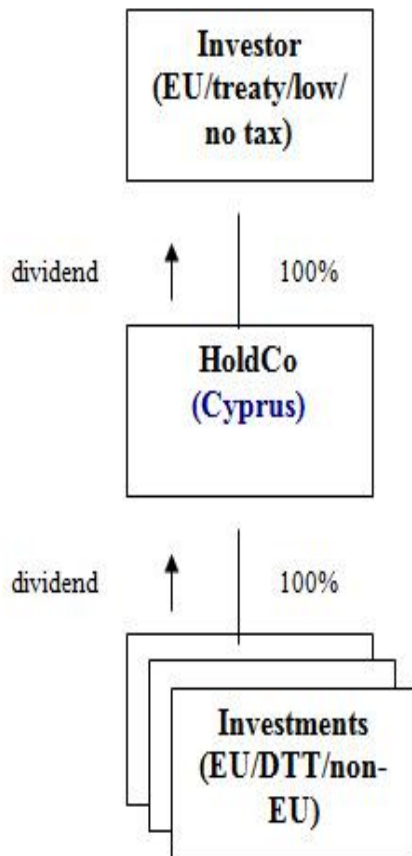 Investor
(EU/treaty/low/
no tax)
dividend
100%
HoldCo
(Cyprus)
dividend
100%
Investments
(EU/DTT/non-
EU)